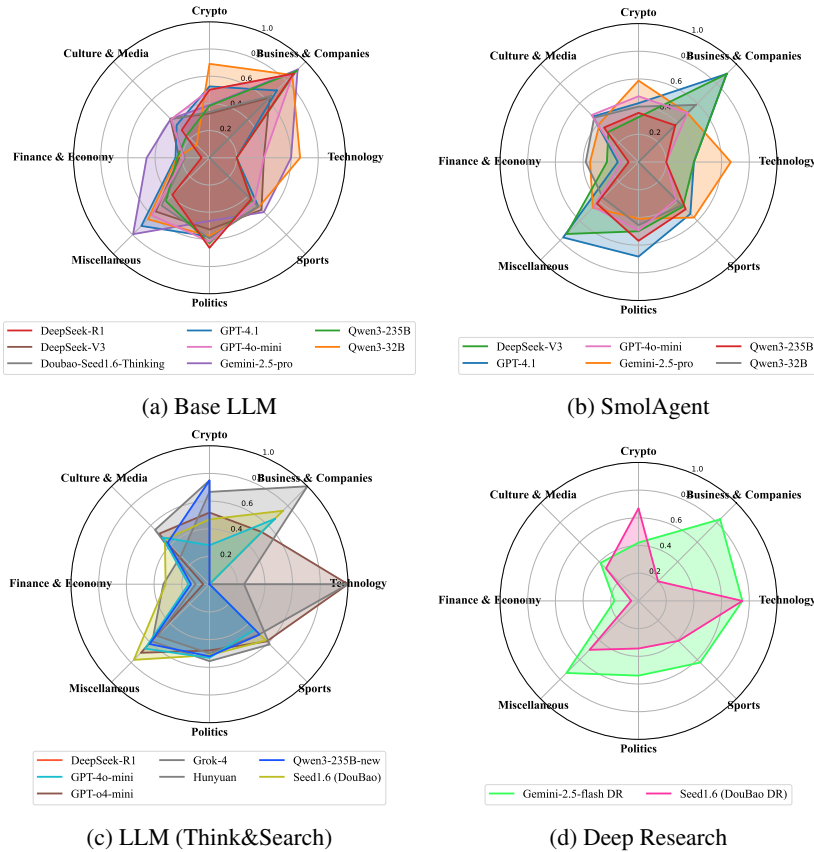 Crypto
1.0
Culture & Media
Business & Companies
0.6
0.4
0.2
Finance & Economy
Technology
Miscellaneous
Sports
Politics
DeepSeek-R1 GPT-4.1 Qwen3-235B
DeepSeek-V3 GPT-4o-mini Qwen3-32B
Doubao-Seed1.6-Thinking Gemini-2.5-pro
(a) Base LLM
Crypto
1.0
Culture & Media
Business & Companies
0.6
0.4
0.2
Finance & Economy
Technology
Miscellaneous
Sports
Politics
DeepSeek-V3 GPT-4o-mini Qwen3-235B
GPT-4.1 Gemini-2.5-pro Qwen3-32B
(b) SmolAgent
Crypto
1.0
Culture & Media
Business & Companies
0.6
0.4
0.2
Finance & Economy
Technology
Miscellaneous
Sports
Politics
DeepSeek-R1 Grok-4 Qwen3-235B-new
GPT-4o-mini Hunyuan Seed1.6 (DouBao)
GPT-o4-mini
(c) LLM (Think&Search)
Crypto
1.0
Culture & Media
Business & Companies
0.6
0.4
0.2
Finance & Economy
Technology
Miscellaneous
Sports
Politics
Gemini-2.5-flash DR Seed1.6 (DouBao DR)
(d) Deep Research